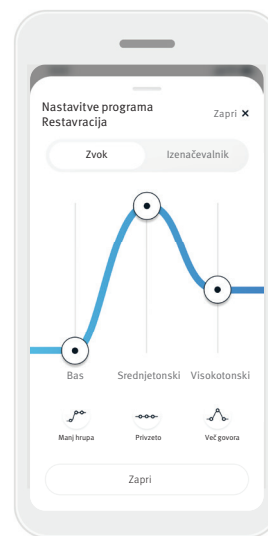 Nastavitve programa
Restavracija
Zapri ×
Zvok Izenačevalnik
Bas Srednjetonski Visokotonski
Manj hrupa Privzeto Več govora
Zapri